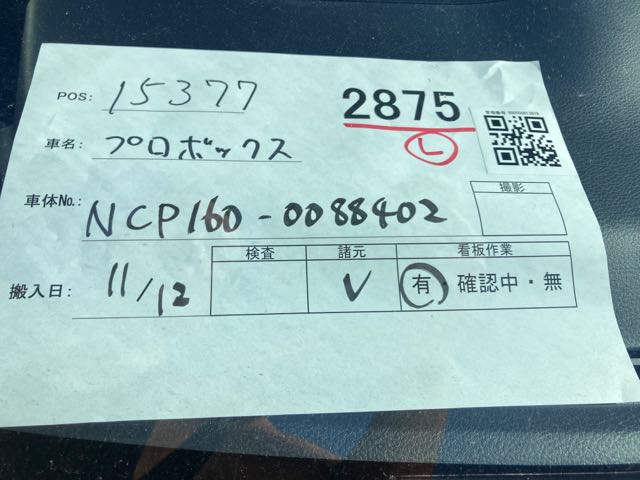 POS: 15377
2875
L
車名: プロボックス
車体No.: NCP160-0088402
撮影
搬入日: 11/12
検査 諸元 看板作業
V 有・確認中・無